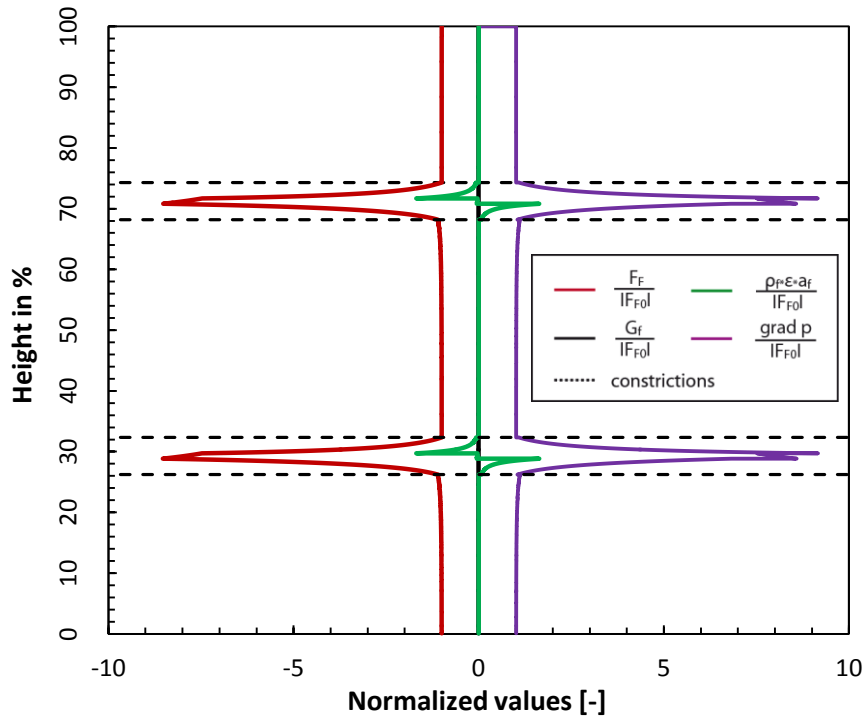 100
90
80
70
60
50
40
30
20
10
0
Height in %
-10 -5 0 5 10
Normalized values [-]
F_F ρ_f*ε*a_f
|F_F0| |F_F0|
G_f grad p
|F_F0| |F_F0|
constrictions